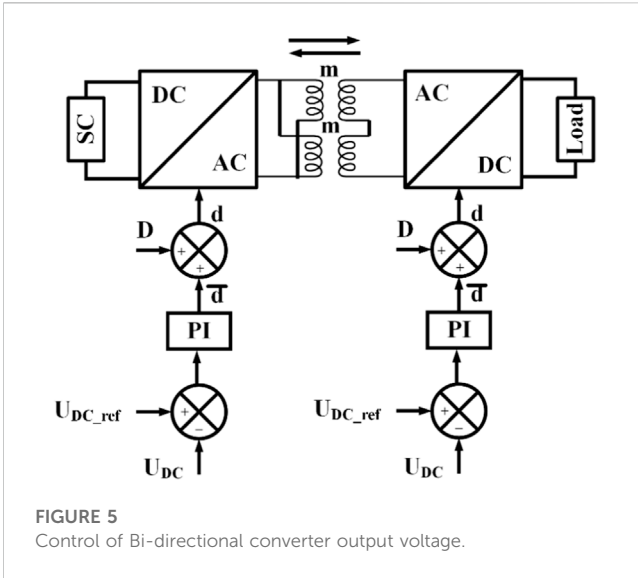 m
DC
AC
SC
m
AC
DC
Load
d
d
D
+
+
D
+
+
d̅
d̅
PI
PI
U_DC_ref
+
−
U_DC_ref
+
−
U_DC
U_DC
FIGURE 5
Control of Bi-directional converter output voltage.